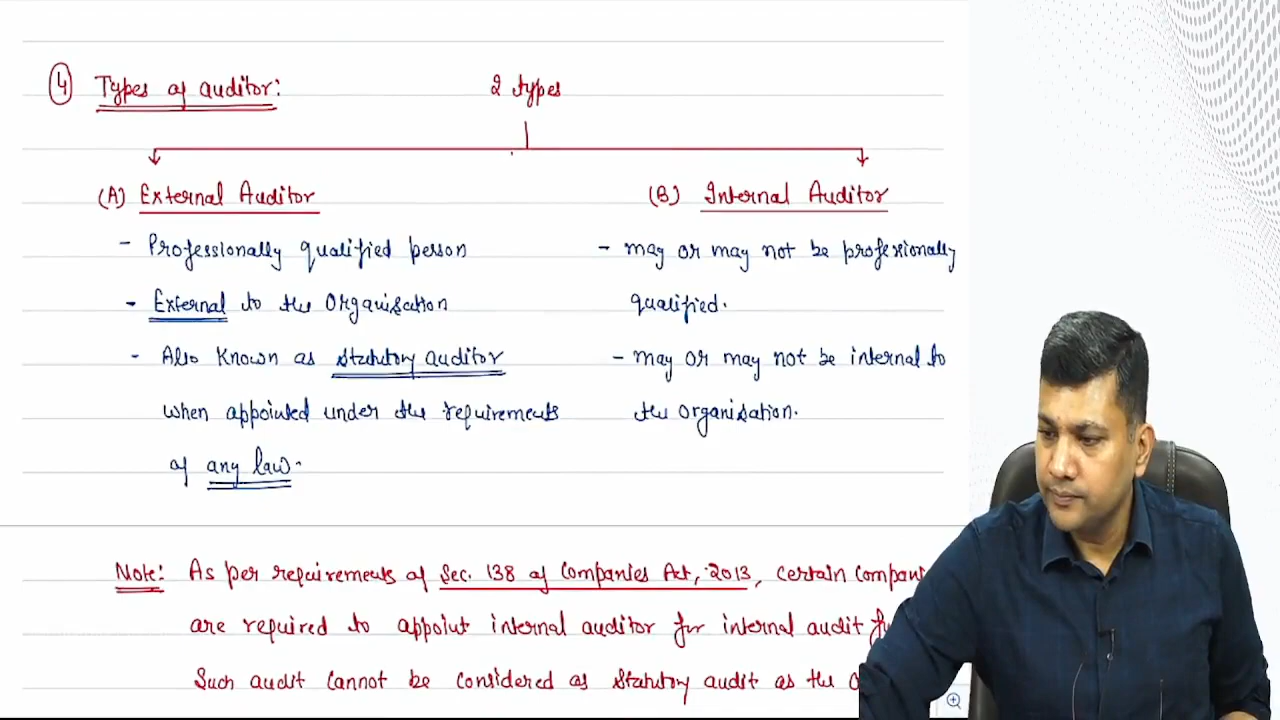 4 Types of auditor: 2 types
(A) External Auditor
- Professionally qualified person
- External to the Organisation
- Also known as Statutory auditor
when appointed under the requirements
of any law.
(B) Internal Auditor
- may or may not be professionally
qualified.
- may or may not be internal to
the organisation.
Note: As per requirements of Sec. 138 of Companies Act, 2013, certain
are required to appoint internal auditor for internal audit
Such audit cannot be considered as Statutory audit as the